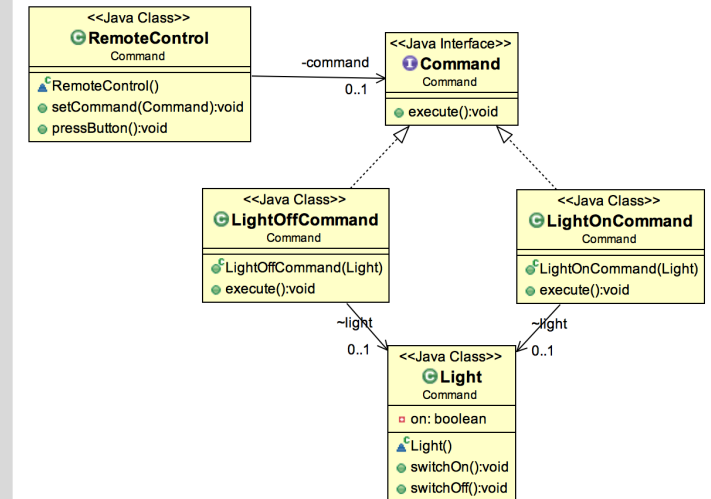 <<Java Class>>
RemoteControl
Command
RemoteControl()
setCommand(Command):void
pressButton():void
-command
0..1
<<Java Interface>>
Command
Command
execute():void
<<Java Class>>
LightOffCommand
Command
LightOffCommand(Light)
execute():void
<<Java Class>>
LightOnCommand
Command
LightOnCommand(Light)
execute():void
~light
0..1
~light
0..1
<<Java Class>>
Light
Command
on: boolean
Light()
switchOn():void
switchOff():void